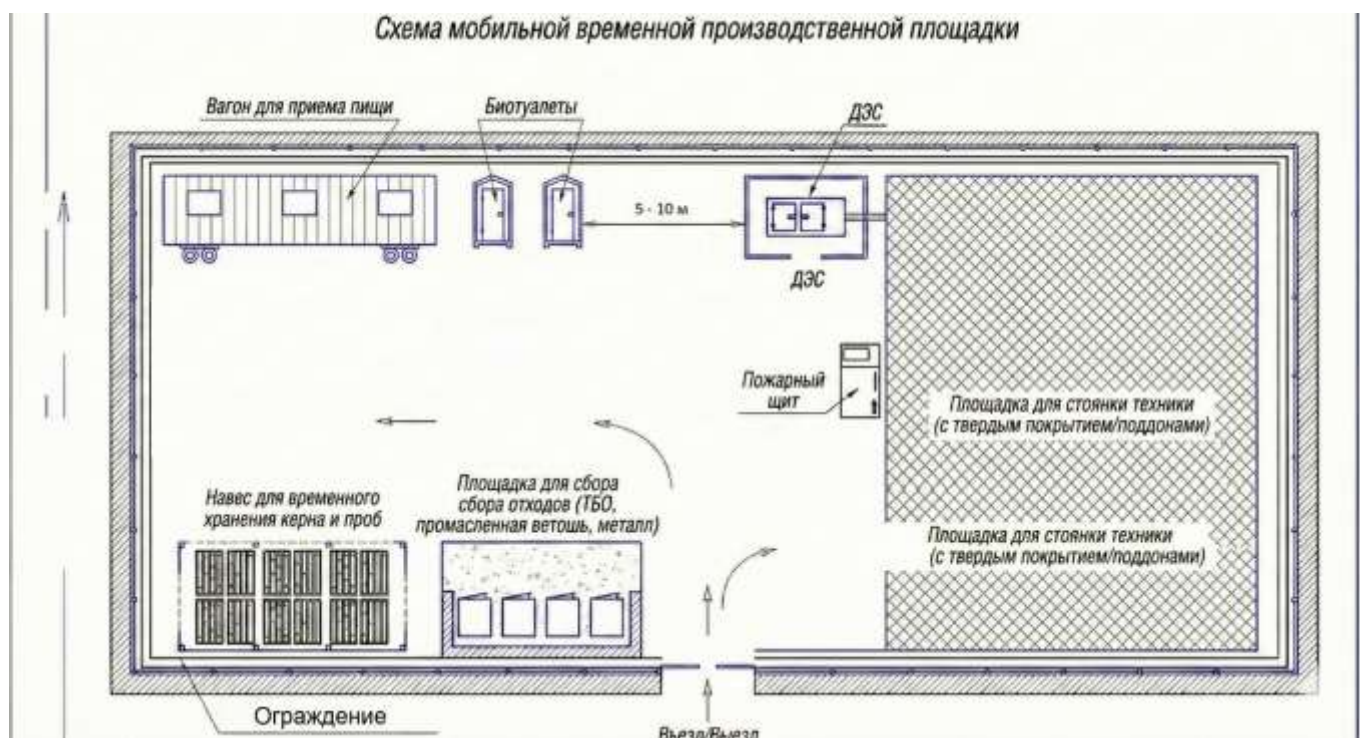 Схема мобильной временной производственной площадки
Вагон для приема пищи
Биотуалеты
ДЭС
5 - 10 м
ДЭС
Пожарный
щит
Площадка для стоянки техники
(с твердым покрытием/поддонами)
Навес для временного
хранения керна и проб
Площадка для сбора
сбора отходов (ТБО,
промасленная ветошь, металл)
Площадка для стоянки техники
(с твердым покрытием/поддонами)
Ограждение
Въезд/Выезд